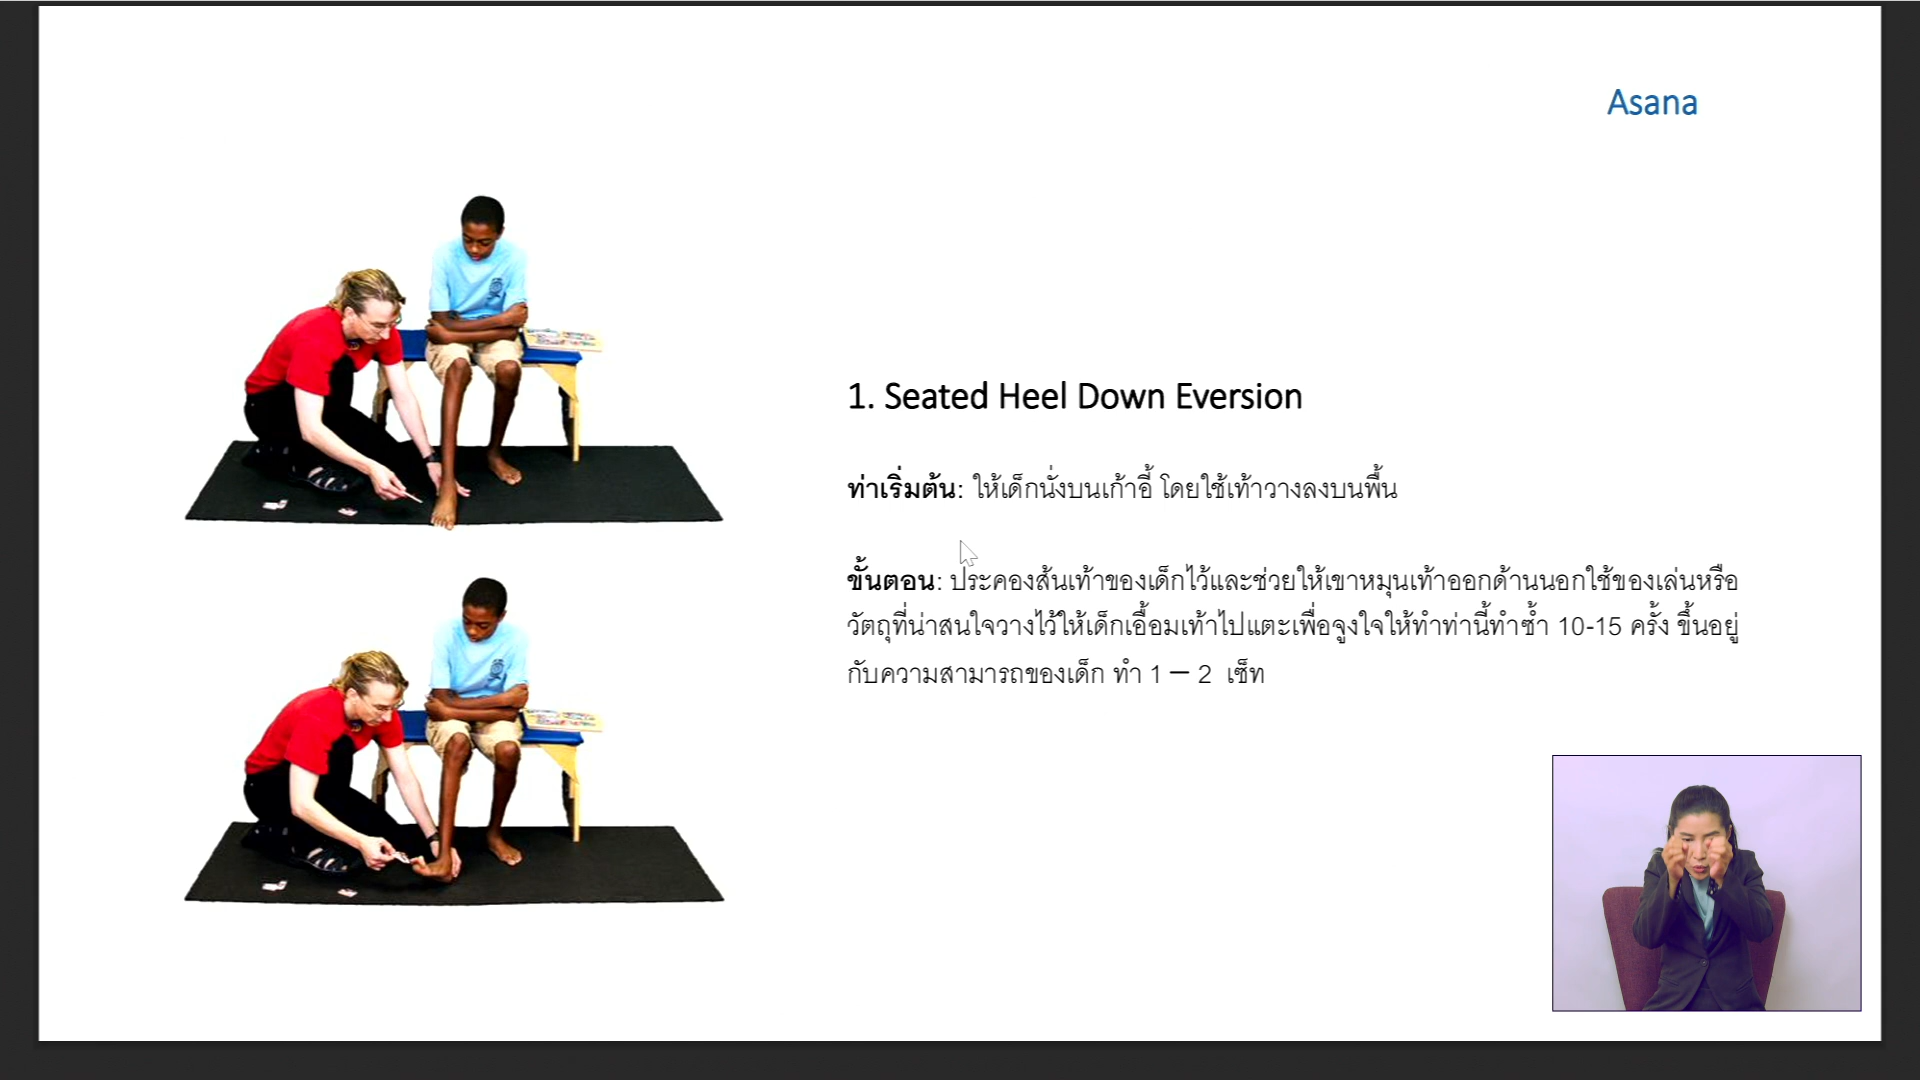 Asana
1. Seated Heel Down Eversion
ท่าเริ่มต้น: ให้เด็กนั่งบนเก้าอี้ โดยใช้เท้าวางลงบนพื้น
ขั้นตอน: ประคองส้นเท้าของเด็กไว้และช่วยให้เขาหมุนเท้าออกด้านนอกใช้ของเล่นหรือ
วัตถุที่น่าสนใจวางไว้ให้เด็กเอื้อมเท้าไปแตะเพื่อจูงใจให้ทำท่านี้ทำซ้ำ 10-15 ครั้ง ขึ้นอยู่
กับความสามารถของเด็ก ทำ 1 – 2 เซ็ท